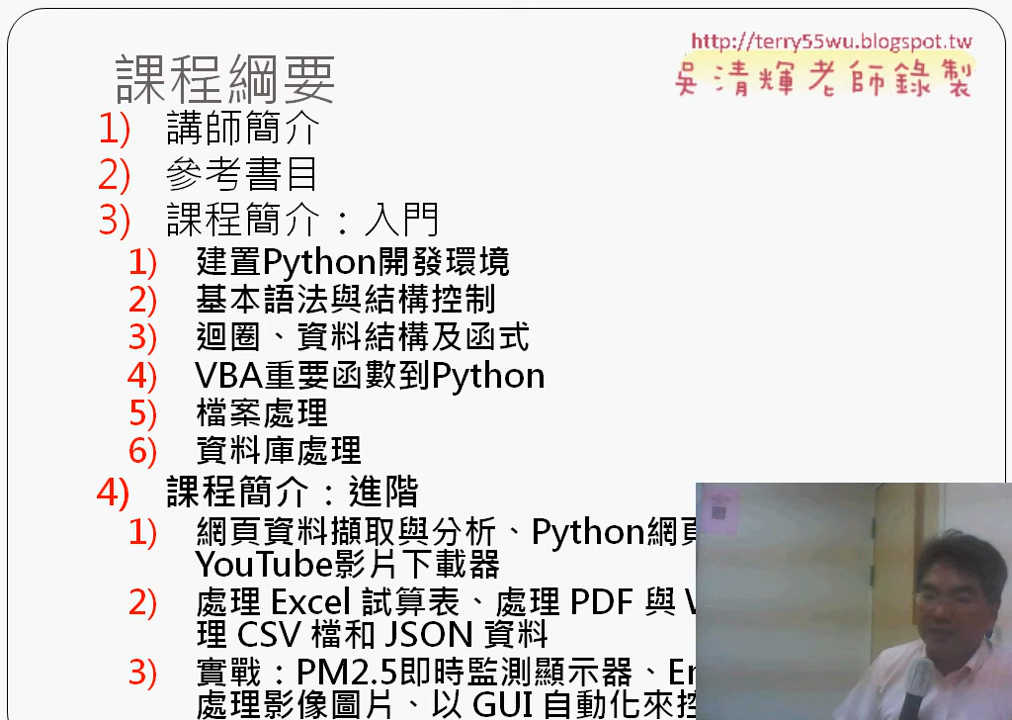 http://terry55wu.blogspot.tw
吳清輝老師錄製
課程綱要
1) 講師簡介
2) 參考書目
3) 課程簡介：入門
1) 建置Python開發環境
2) 基本語法與結構控制
3) 迴圈、資料結構及函式
4) VBA重要函數到Python
5) 檔案處理
6) 資料庫處理
4) 課程簡介：進階
1) 網頁資料擷取與分析、Python網
YouTube影片下載器
2) 處理 Excel 試算表、處理 PDF 與
理 CSV 檔和 JSON 資料
3) 實戰：PM2.5即時監測顯示器、E
處理影像圖片、以 GUI 自動化來